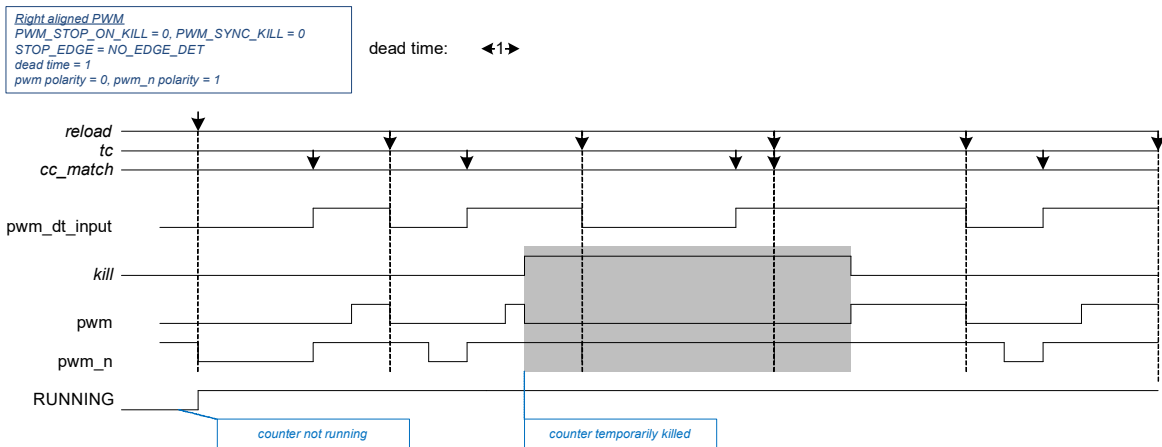 Right aligned PWM
PWM_STOP_ON_KILL = 0, PWM_SYNC_KILL = 0
STOP_EDGE = NO_EDGE_DET
dead time = 1
pwm polarity = 0, pwm_n polarity = 1
dead time: 1
reload
tc
cc_match
pwm_dt_input
kill
pwm
pwm_n
RUNNING
counter not running
counter temporarily killed